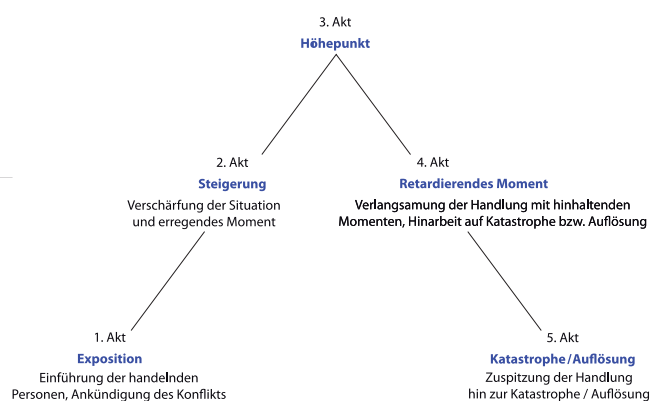 3. Akt
Höhepunkt
2. Akt
Steigerung
Verschärfung der Situation
und erregendes Moment
4. Akt
Retardierendes Moment
Verlangsamung der Handlung mit hinhaltenden
Momenten, Hinarbeit auf Katastrophe bzw. Auflösung
1. Akt
Exposition
Einführung der handelnden
Personen, Ankündigung des Konflikts
5. Akt
Katastrophe/Auflösung
Zuspitzung der Handlung
hin zur Katastrophe / Auflösung